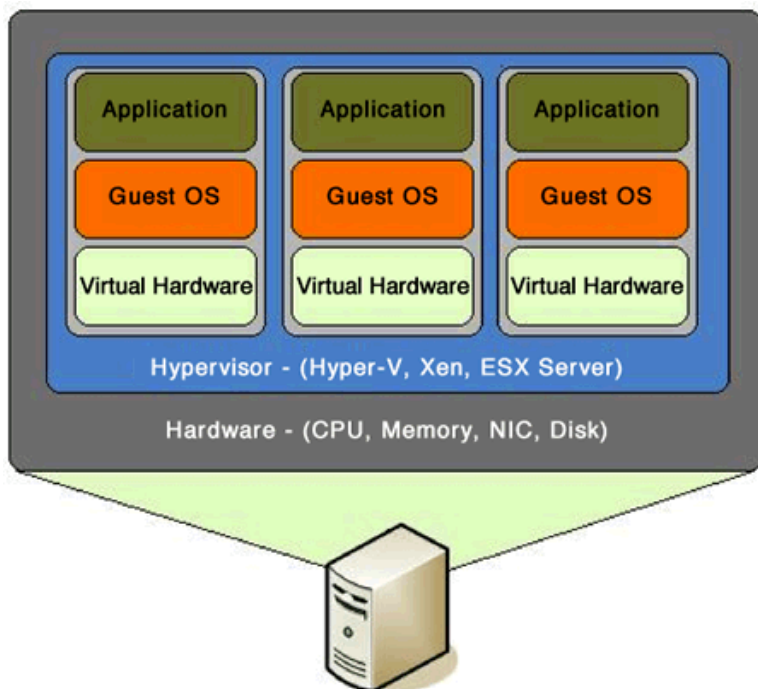 Application Application Application
Guest OS Guest OS Guest OS
Virtual Hardware Virtual Hardware Virtual Hardware
Hypervisor - (Hyper-V, Xen, ESX Server)
Hardware - (CPU, Memory, NIC, Disk)